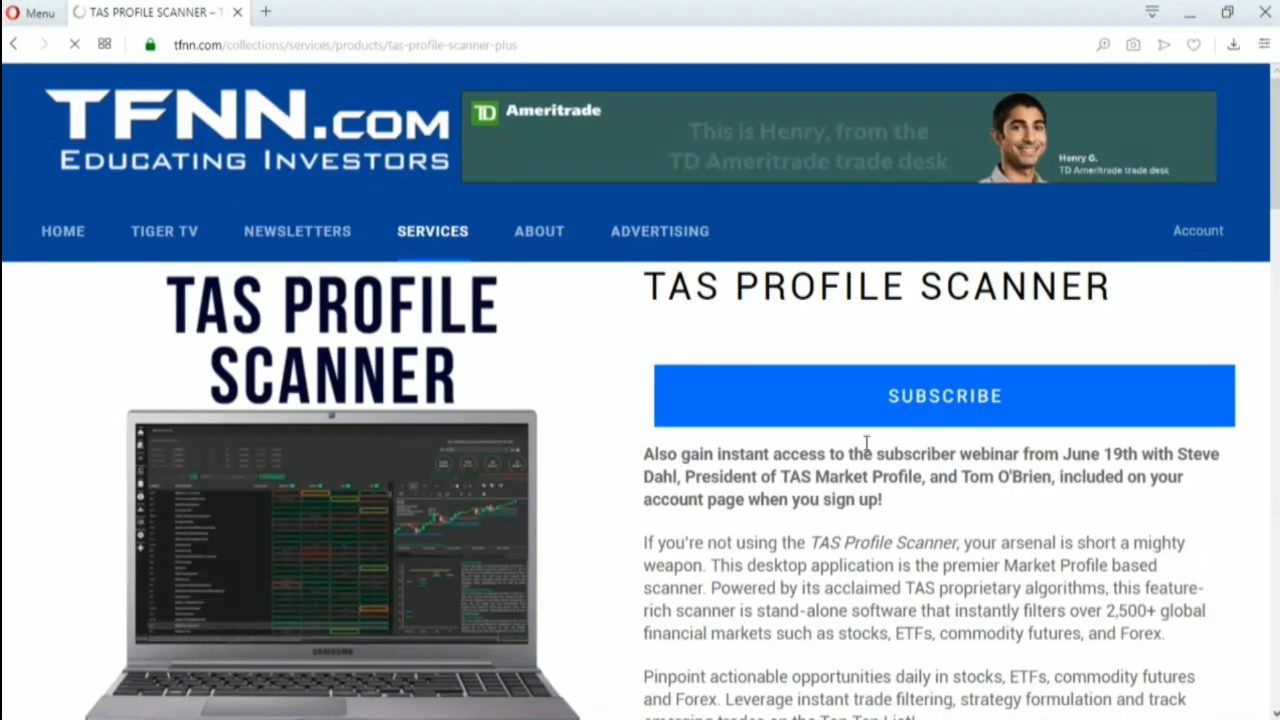 Menu
TAS PROFILE SCANNER – T
tfnn.com/collections/services/products/tas-profile-scanner-plus
TFNN.COM
EDUCATING INVESTORS
TD Ameritrade
This is Henry, from the
TD Ameritrade trade desk
Henry G.
TD Ameritrade trade desk
HOME TIGER TV NEWSLETTERS SERVICES ABOUT ADVERTISING Account
TAS PROFILE
SCANNER
SAMSUNG
TAS PROFILE SCANNER
SUBSCRIBE
Also gain instant access to the subscriber webinar from June 19th with Steve
Dahl, President of TAS Market Profile, and Tom O'Brien, included on your
account page when you sign up!
If you're not using the TAS Profile Scanner, your arsenal is short a mighty
weapon. This desktop application is the premier Market Profile based
scanner. Powered by its acclaimed TAS proprietary algorithms, this feature-
rich scanner is stand-alone software that instantly filters over 2,500+ global
financial markets such as stocks, ETFs, commodity futures, and Forex.
Pinpoint actionable opportunities daily in stocks, ETFs, commodity futures
and Forex. Leverage instant trade filtering, strategy formulation and track
emerging trades on the Top Ten List!